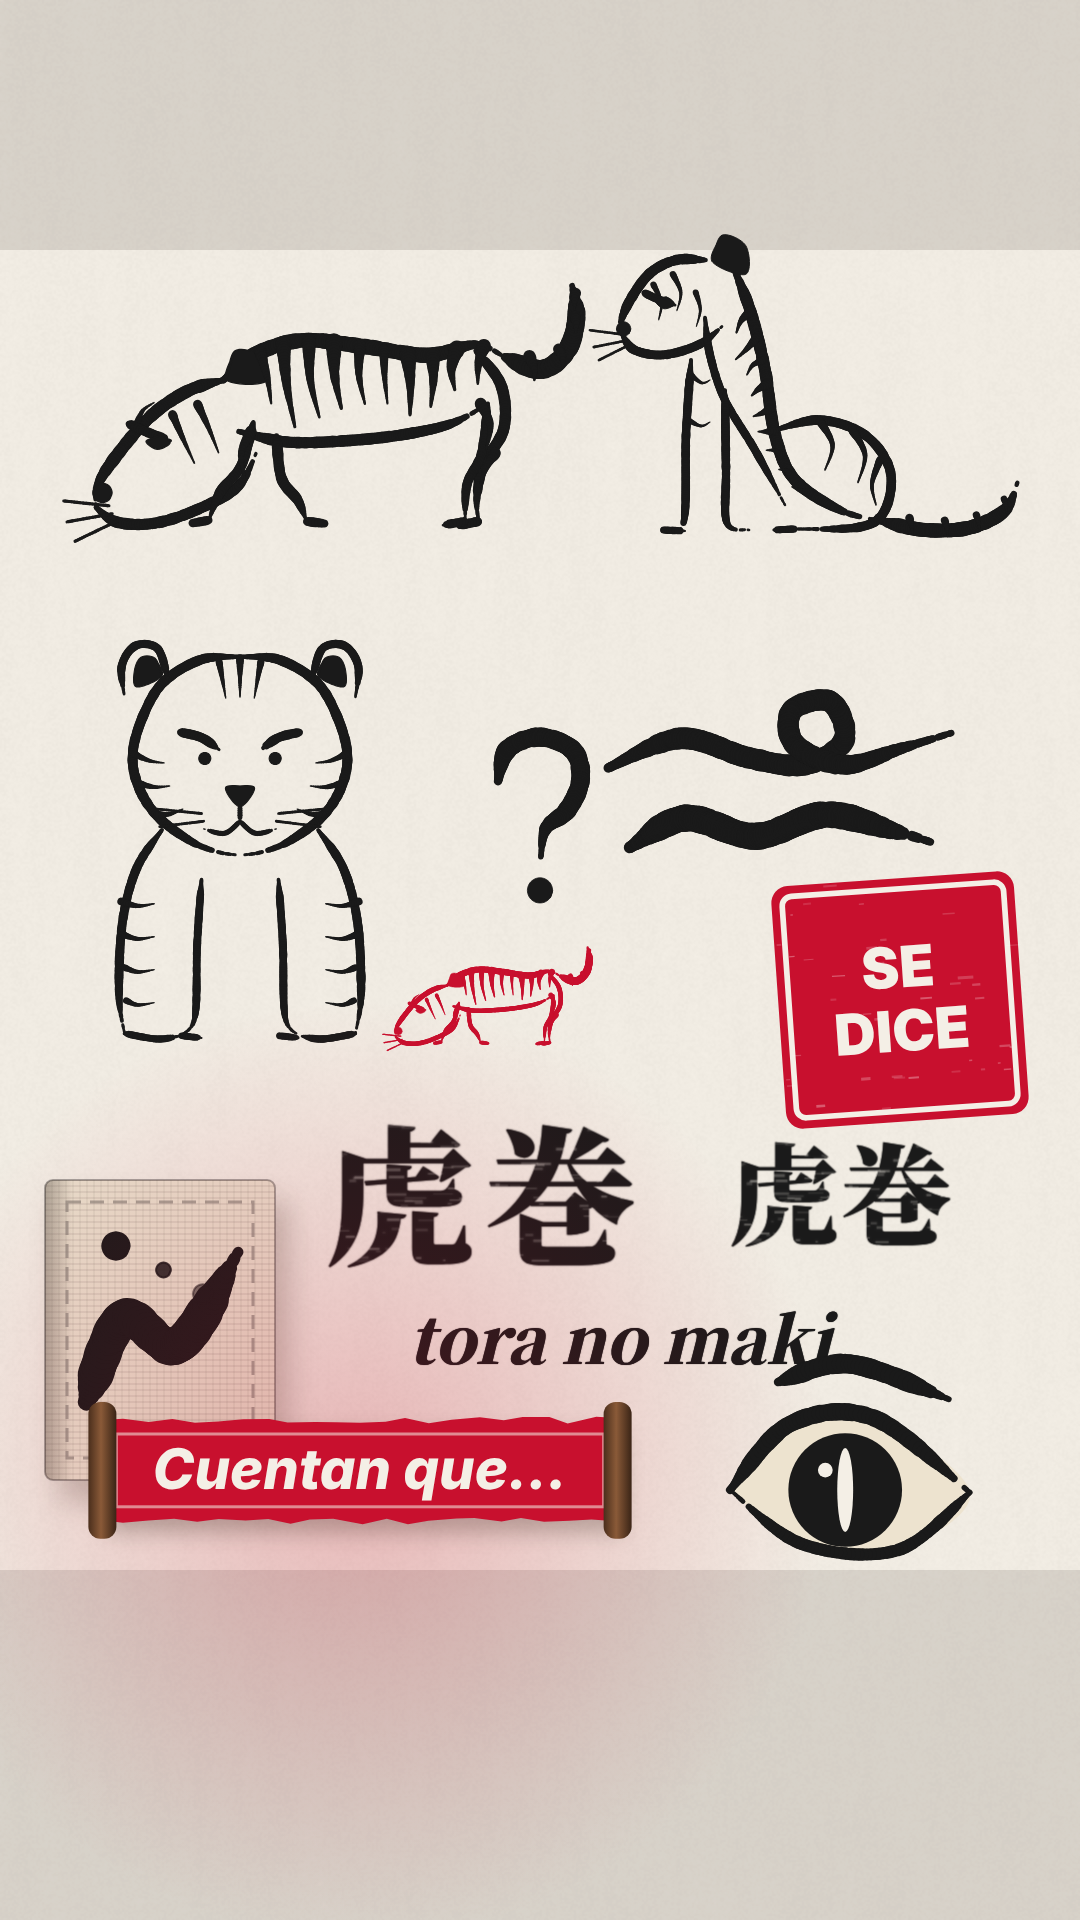 ?
SE
DICE
虎巻
虎巻
tora no maki
Cuentan que...